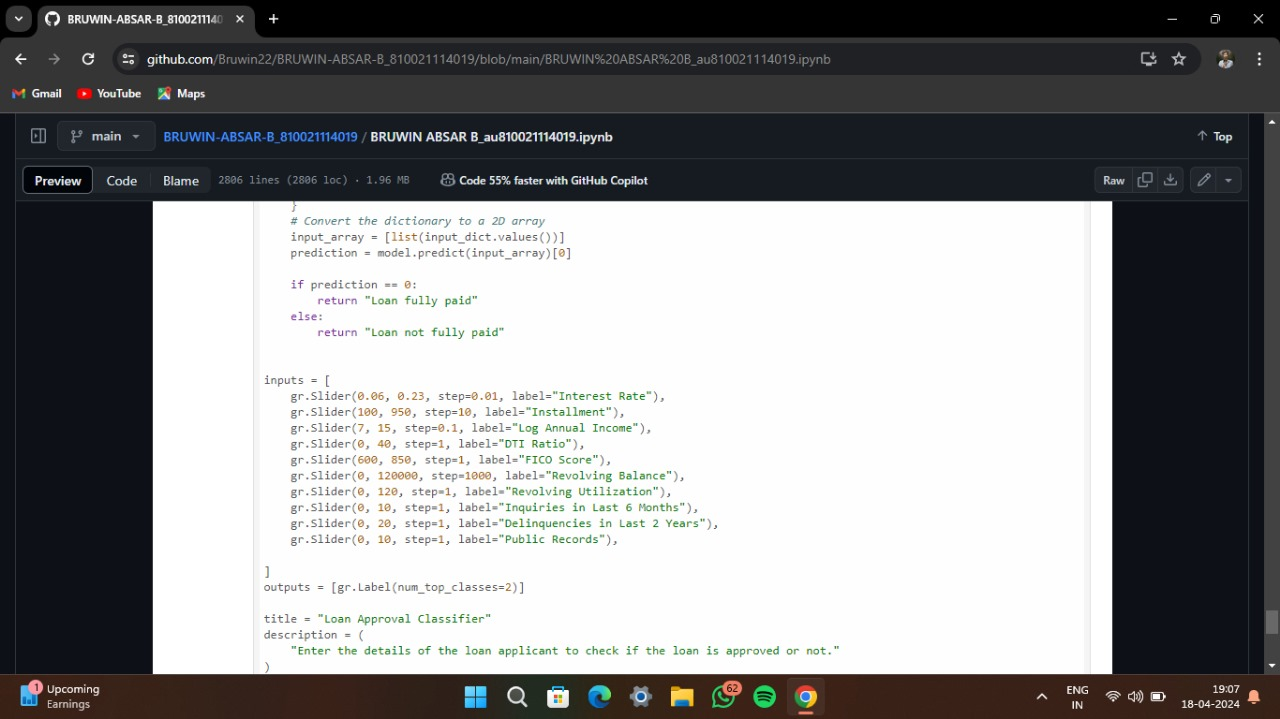 BRUWIN-ABSAR-B_8100211140
github.com/Bruwin22/BRUWIN-ABSAR-B_810021114019/blob/main/BRUWIN%20ABSAR%20B_au810021114019.ipynb
Gmail YouTube Maps
main BRUWIN-ABSAR-B_810021114019 / BRUWIN ABSAR B_au810021114019.ipynb Top
Preview Code Blame 2806 lines (2806 loc) · 1.96 MB Code 55% faster with GitHub Copilot Raw
}
# Convert the dictionary to a 2D array
input_array = [list(input_dict.values())]
prediction = model.predict(input_array)[0]
if prediction == 0:
return "Loan fully paid"
else:
return "Loan not fully paid"
inputs = [
gr.Slider(0.06, 0.23, step=0.01, label="Interest Rate"),
gr.Slider(100, 950, step=10, label="Installment"),
gr.Slider(7, 15, step=0.1, label="Log Annual Income"),
gr.Slider(0, 40, step=1, label="DTI Ratio"),
gr.Slider(600, 850, step=1, label="FICO Score"),
gr.Slider(0, 120000, step=1000, label="Revolving Balance"),
gr.Slider(0, 120, step=1, label="Revolving Utilization"),
gr.Slider(0, 10, step=1, label="Inquiries in Last 6 Months"),
gr.Slider(0, 20, step=1, label="Delinquencies in Last 2 Years"),
gr.Slider(0, 10, step=1, label="Public Records"),
]
outputs = [gr.Label(num_top_classes=2)]
title = "Loan Approval Classifier"
description = (
"Enter the details of the loan applicant to check if the loan is approved or not."
)
1 Upcoming
Earnings
62
ENG
IN
19:07
18-04-2024